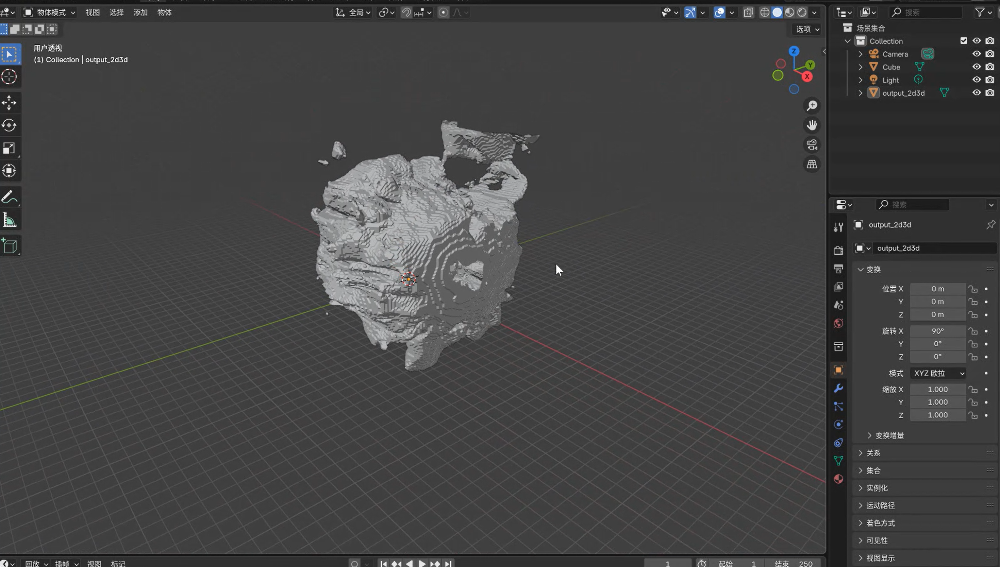 物体模式 视图 选择 添加 物体 全局
选项
用户透视
(1) Collection | output_2d3d
Z
Y
X
搜索
场景集合
Collection
Camera
Cube
Light
output_2d3d
搜索
output_2d3d
output_2d3d
变换
位置 X 0 m
Y 0 m
Z 0 m
旋转 X 90°
Y 0°
Z 0°
模式 XYZ 欧拉
缩放 X 1.000
Y 1.000
Z 1.000
变换增量
关系
集合
实例化
运动路径
着色方式
可见性
视图显示
回放 插帧 视图 标记 1 起始 1 结束 250